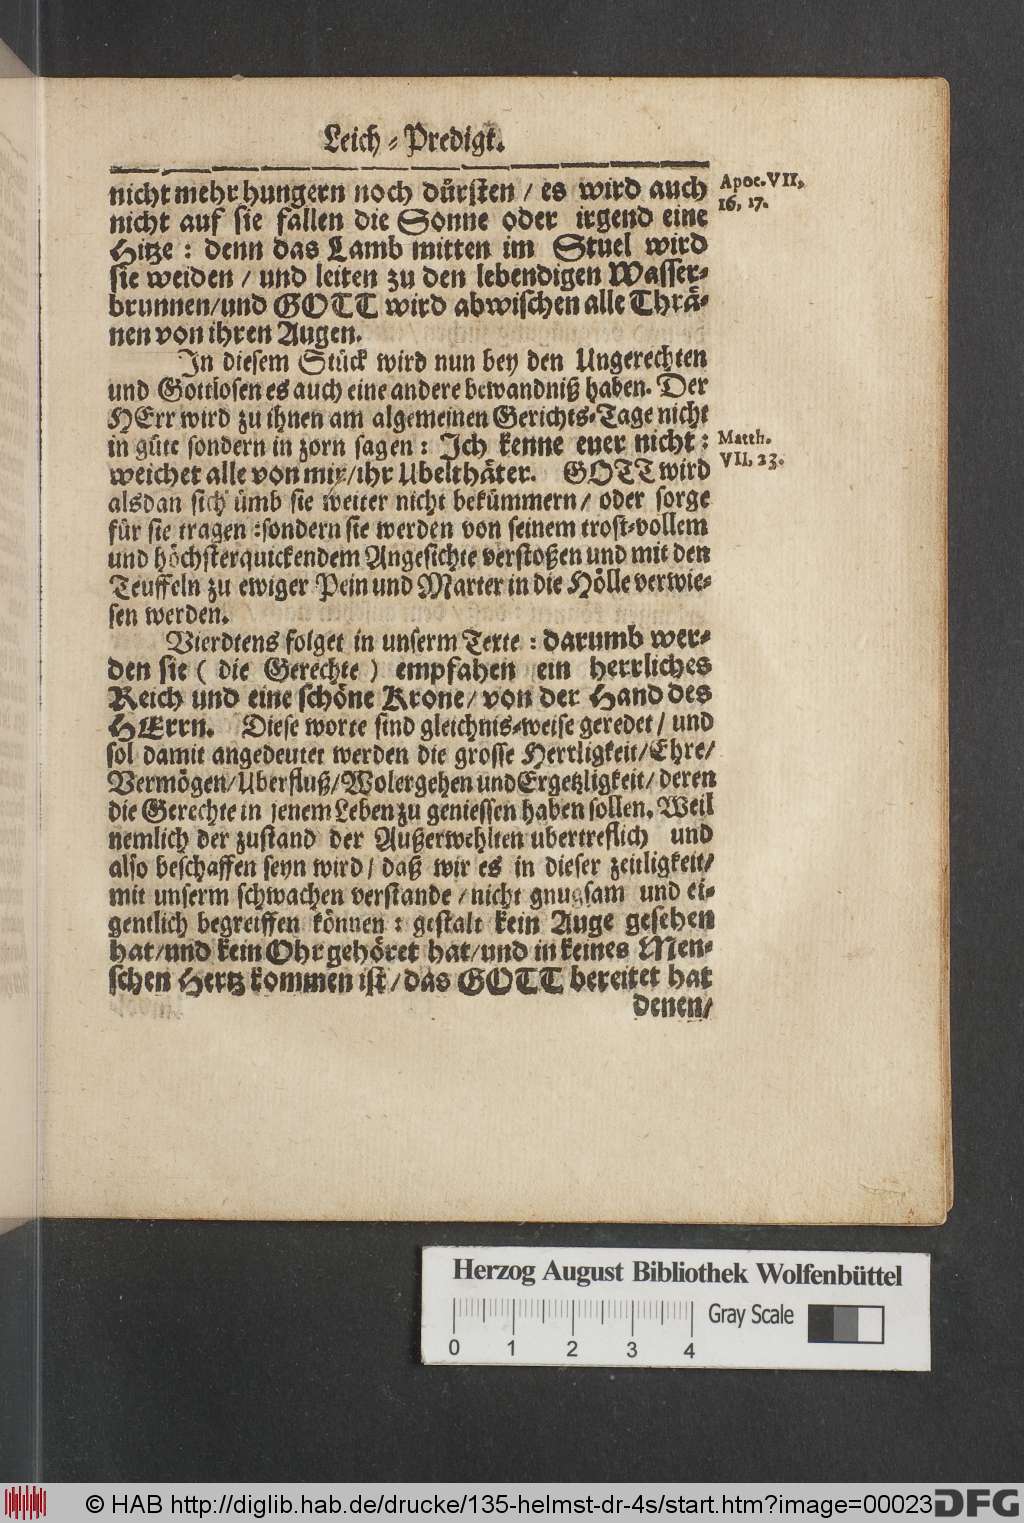 Leich-Predigt.
nicht mehr hungern noch dürsten / es wird auch
Apoc. VII,
16, 17.
nicht auf sie fallen die Sonne oder irgend eine
Hitze : denn das Lamb mitten im Stuel wird
sie weiden / und leiten zu den lebendigen Wasser-
brunnen/und GOTT wird abwischen alle Thrä-
nen von ihren Augen.
In diesem Stück wird nun bey den Ungerechten
und Gottlosen es auch eine andere bewandniß haben. Der
HErr wird zu ihnen am algemeinen Gerichts-Tage nicht
in güte sondern in zorn sagen : Ich kenne euer nicht :
Matth.
VII, 23.
weichet alle von mir/ihr Ubelthäter. GOTT wird
alsdan sich ümb sie weiter nicht bekümmern/ oder sorge
für sie tragen :sondern sie werden von seinem trost-vollem
und höchsterquickendem Angesichte verstoßen und mit den
Teuffeln zu ewiger Pein und Marter in die Hölle verwie-
sen werden.
Vierdtens folget in unserm Texte : darumb wer-
den sie ( die Gerechte ) empfahen ein herrliches
Reich und eine schöne Krone/ von der Hand des
HErrn. Diese worte sind gleichnis-weise geredet / und
sol damit angedeutet werden die grosse Herrligkeit/Ehre/
Vermögen/Uberfluß/Wolergehen und Ergetzligkeit/ deren
die Gerechte in jenem Leben zu geniessen haben sollen. Weil
nemlich der zustand der Außerwehlten ubertreflich und
also beschaffen seyn wird / daß wir es in dieser zeitligkeit/
mit unserm schwachen verstande / nicht gnugsam und ei-
gentlich begreiffen können : gestalt kein Auge gesehen
hat/und kein Ohr gehöret hat/und in keines Men-
schen Hertz kommen ist / das GOTT bereitet hat
denen/
Herzog August Bibliothek Wolfenbüttel
Gray Scale
0 1 2 3 4
© HAB http://diglib.hab.de/drucke/135-helmst-dr-4s/start.htm?image=00023
DFG